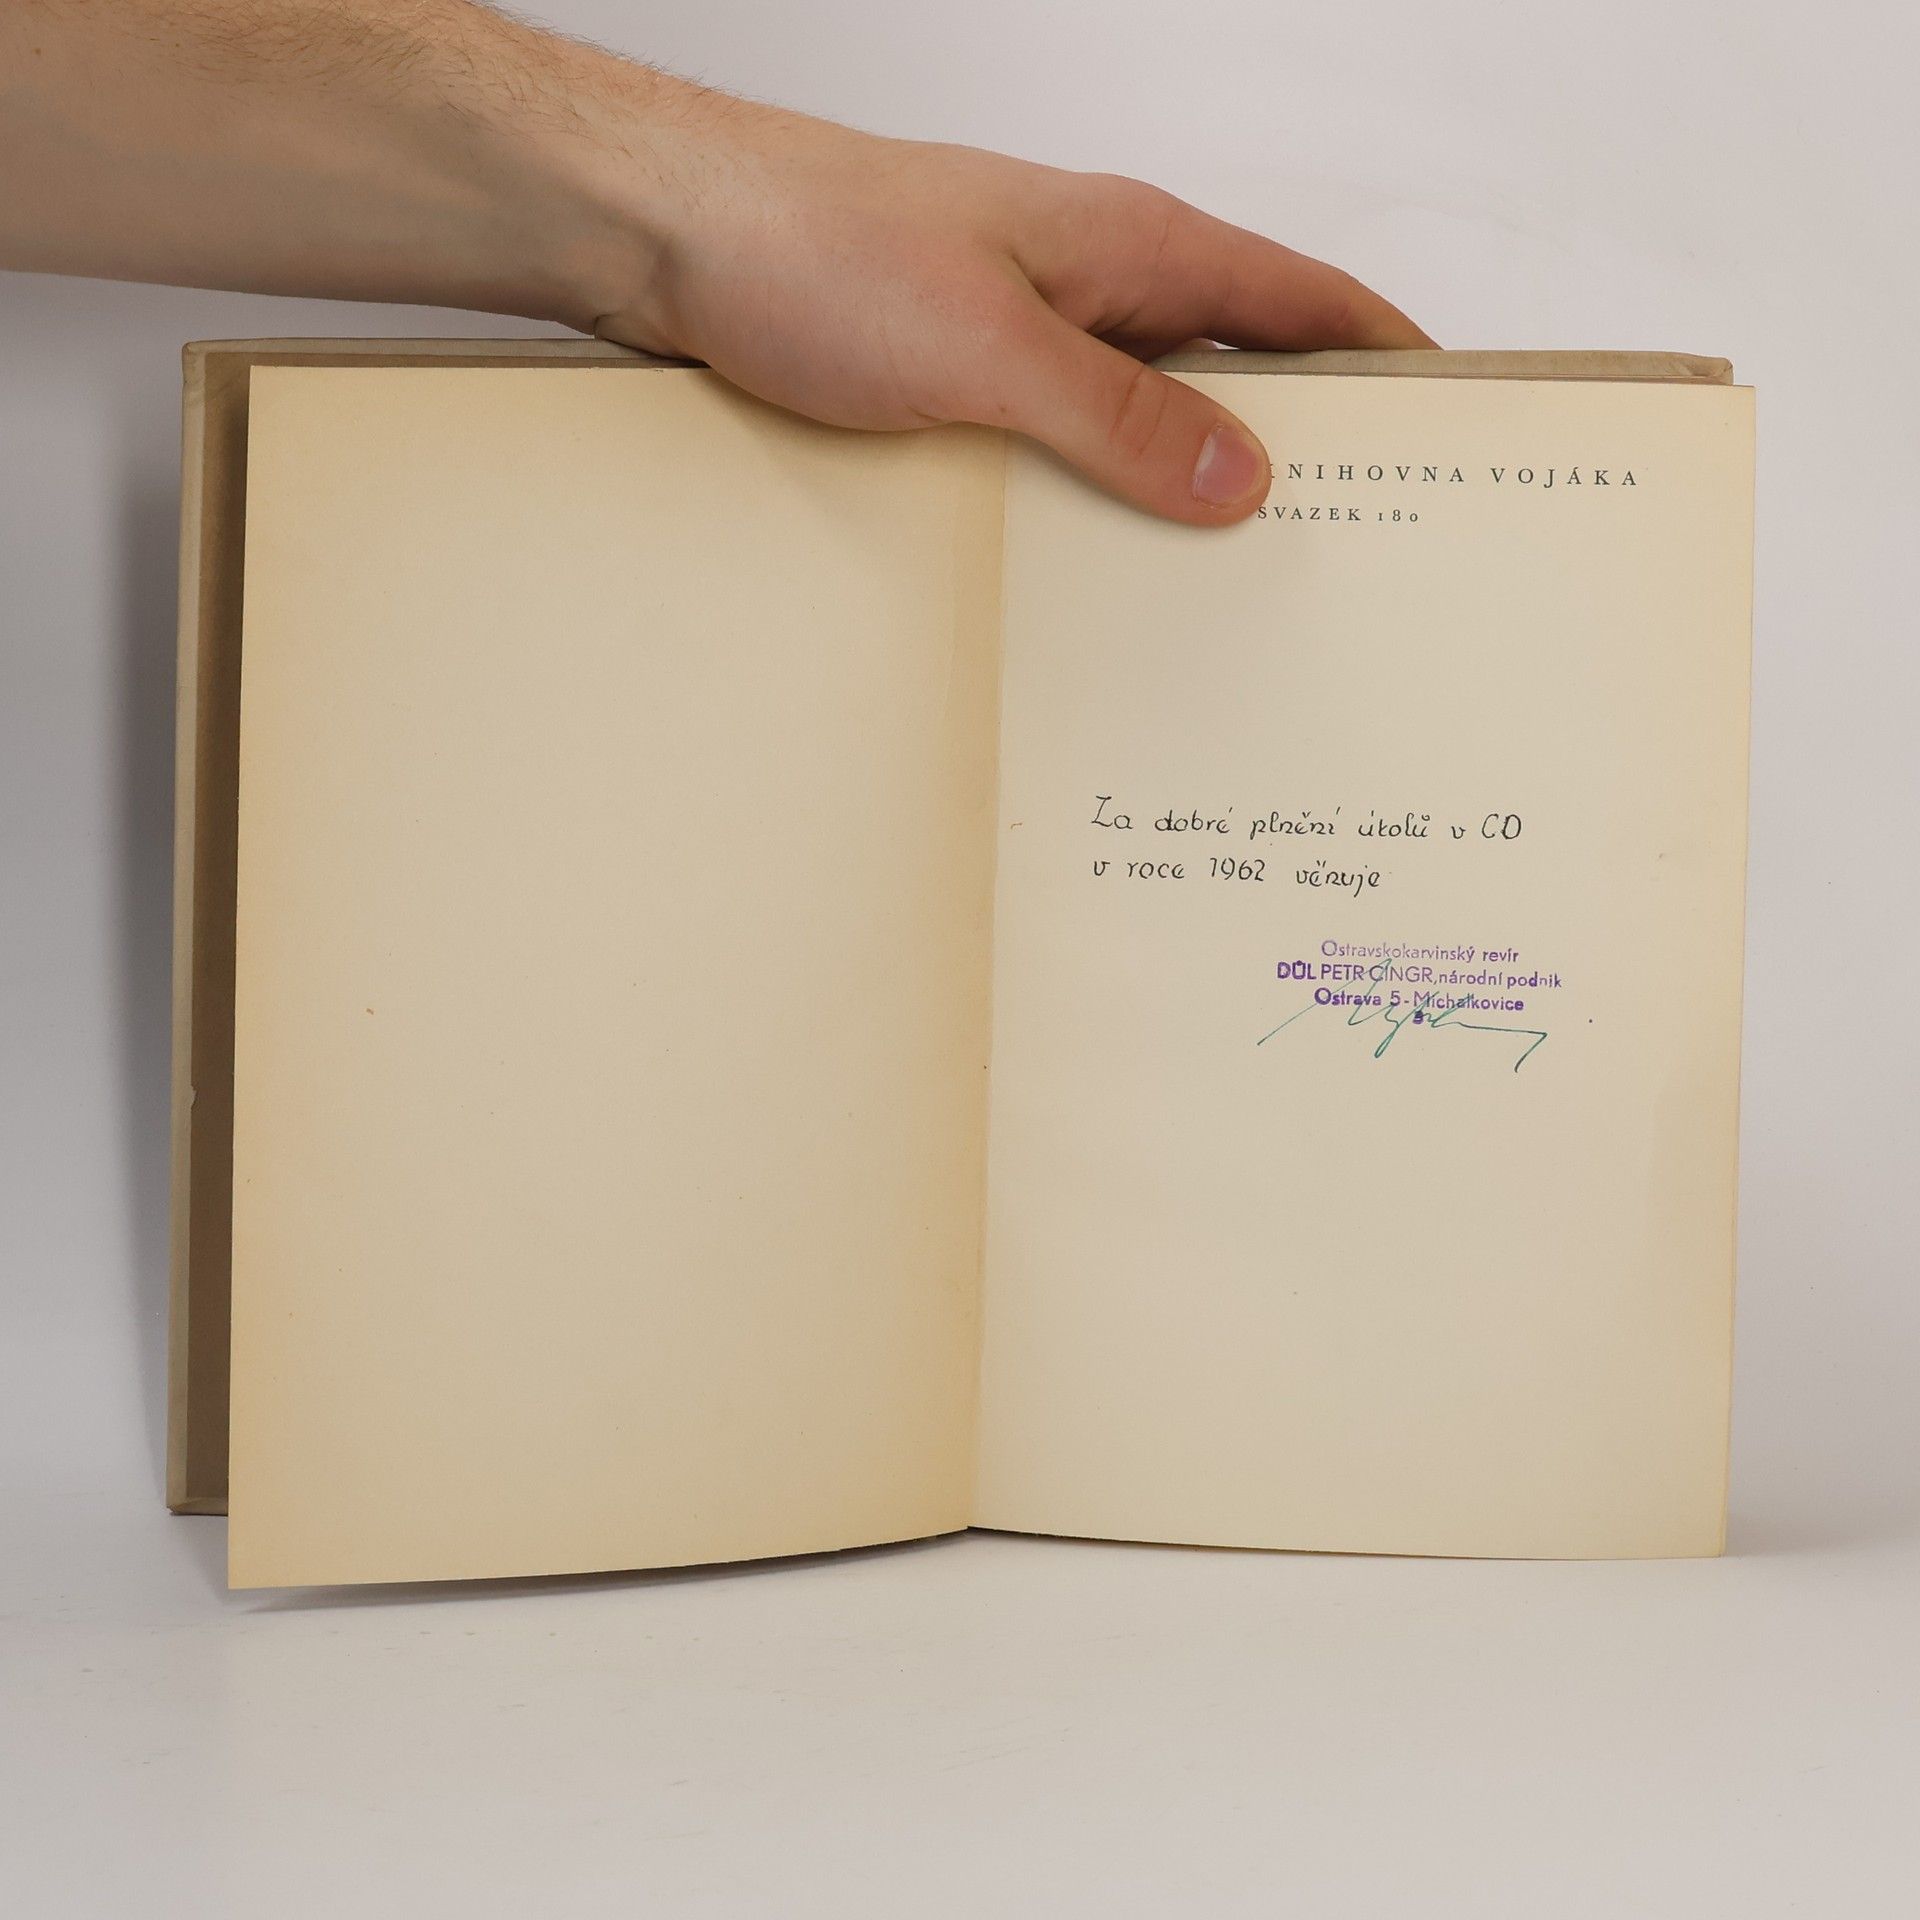 KNIHOVNA VOJÁKA
SVAZEK 180
Za dobré plnění úkolů v CO
v roce 1962 věnuje
Ostravskokarvinský revír
DŮL PETR CINGR, národní podnik
Ostrava 5 - Michalkovice